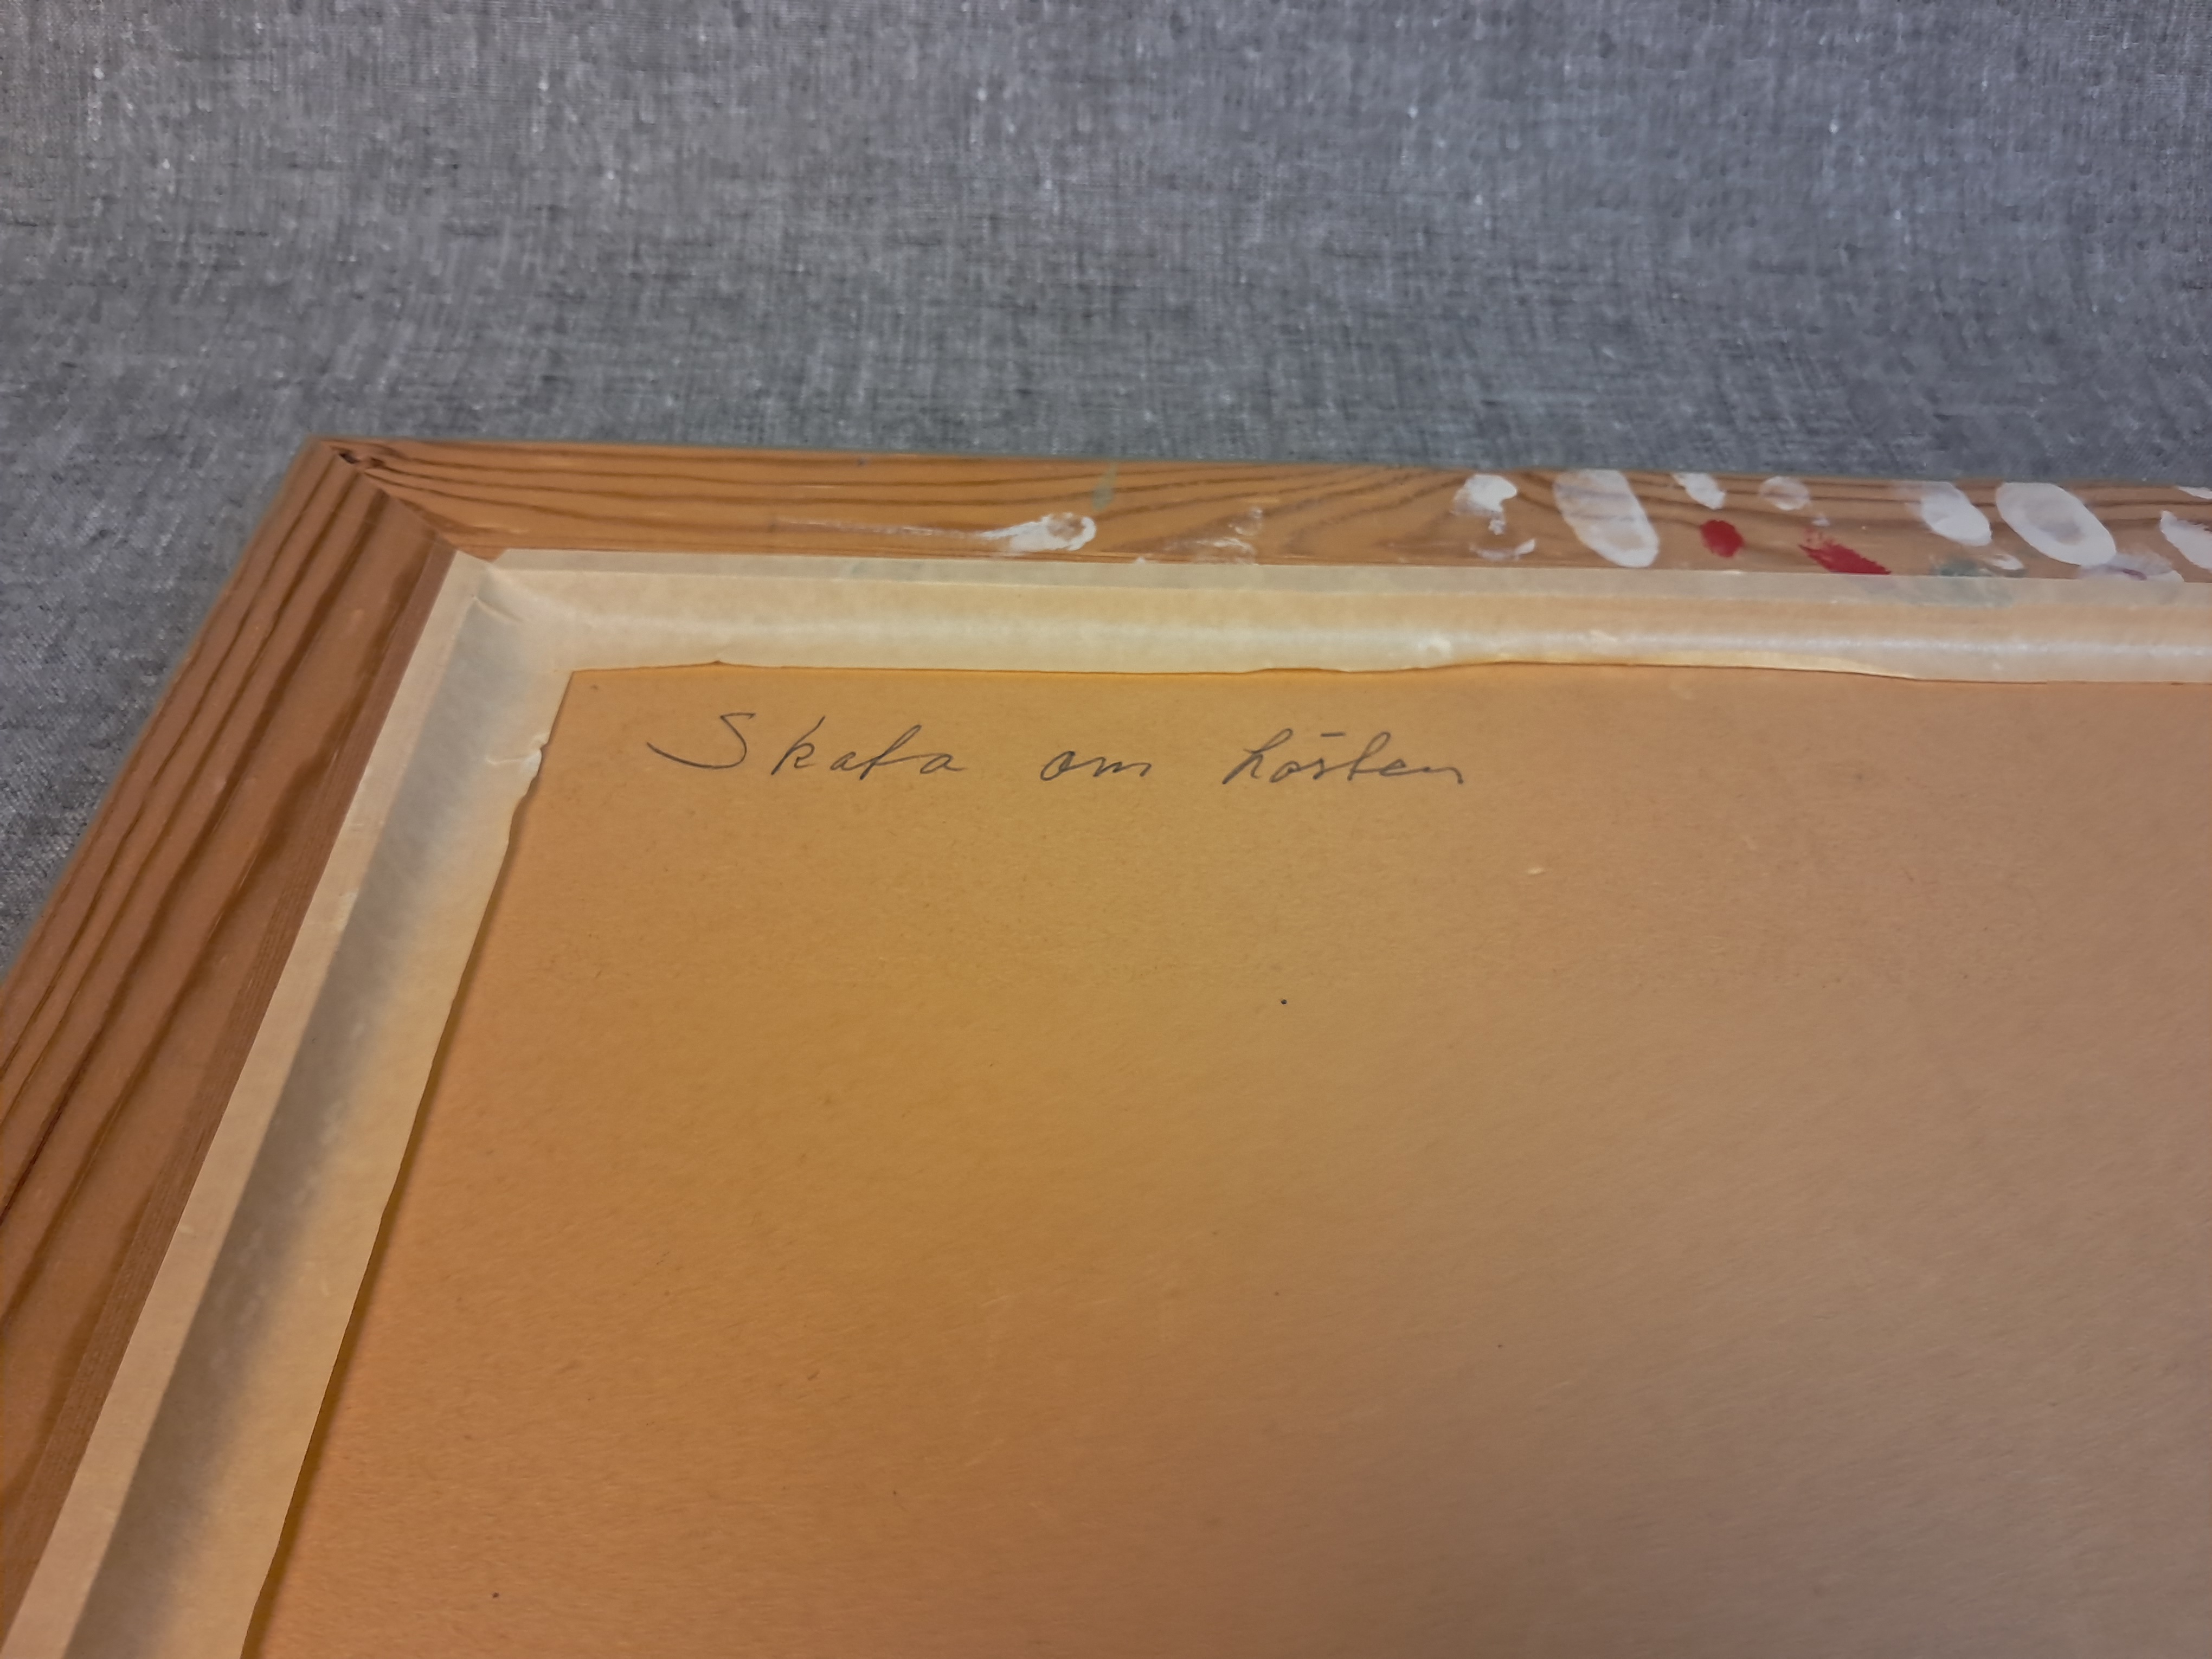 Skata om hösten